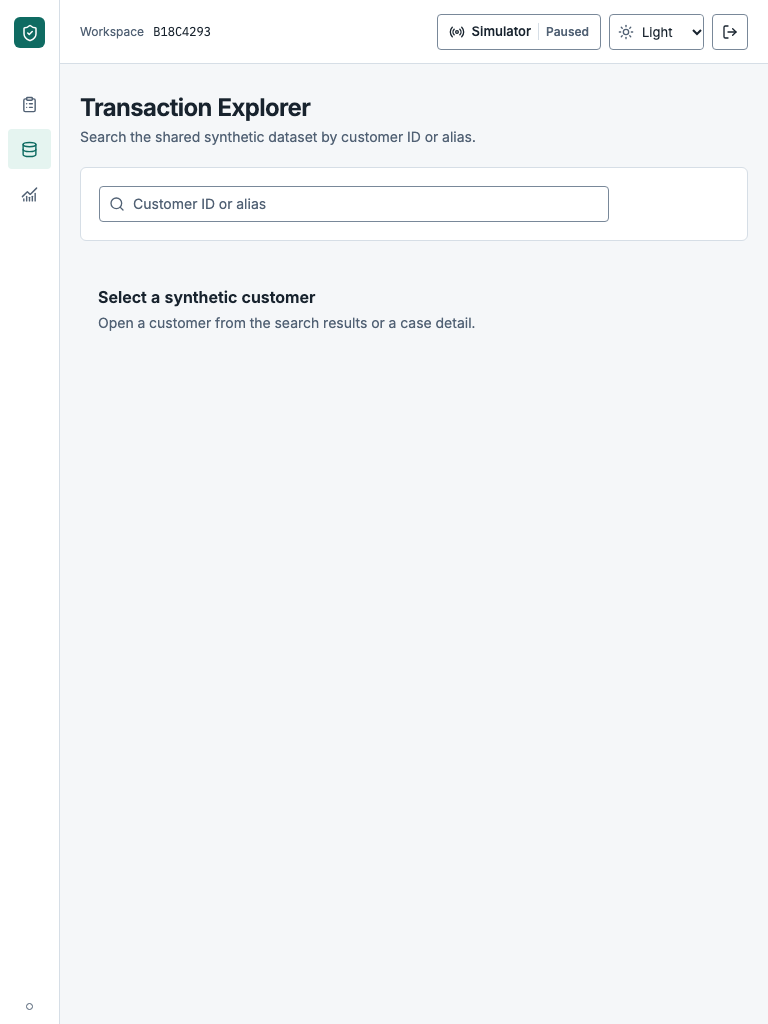 Workspace B18C4293
Simulator Paused
Light
Transaction Explorer
Search the shared synthetic dataset by customer ID or alias.
Customer ID or alias
Select a synthetic customer
Open a customer from the search results or a case detail.